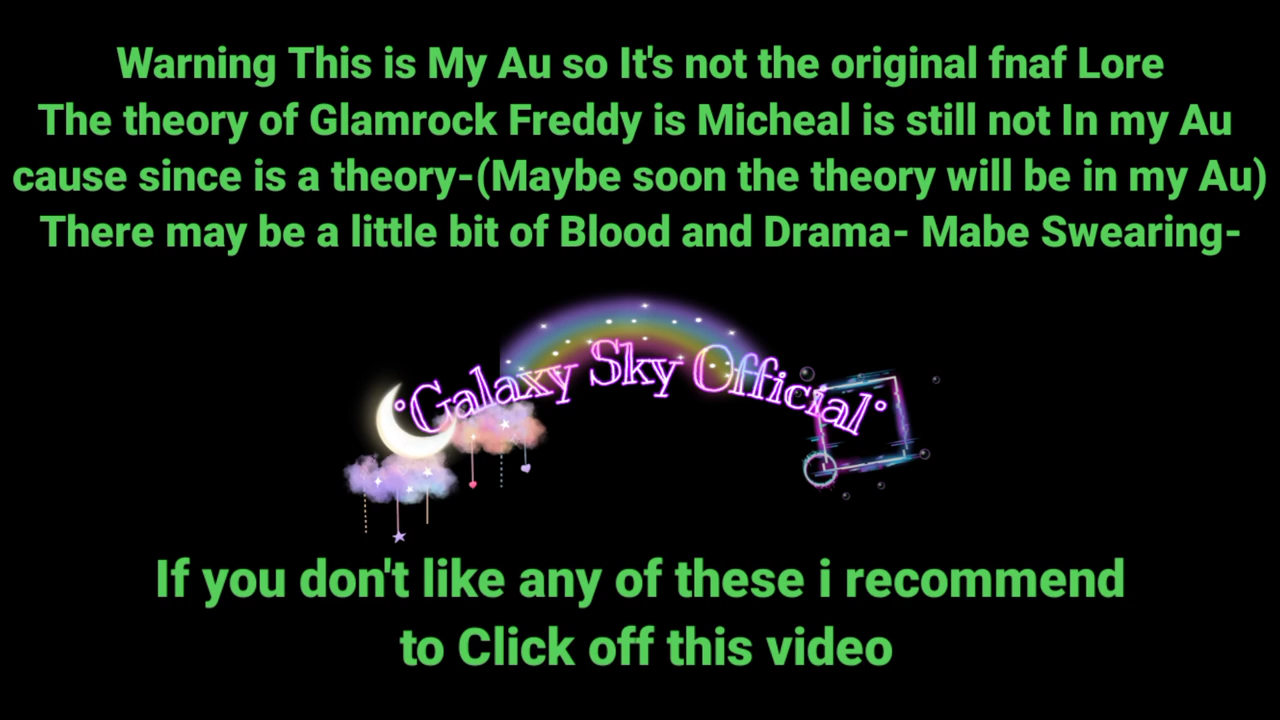 Warning This is My Au so It's not the original fnaf Lore
The theory of Glamrock Freddy is Micheal is still not In my Au
cause since is a theory-(Maybe soon the theory will be in my Au)
There may be a little bit of Blood and Drama- Mabe Swearing-
°Galaxy Sky Official°
If you don't like any of these i recommend
to Click off this video